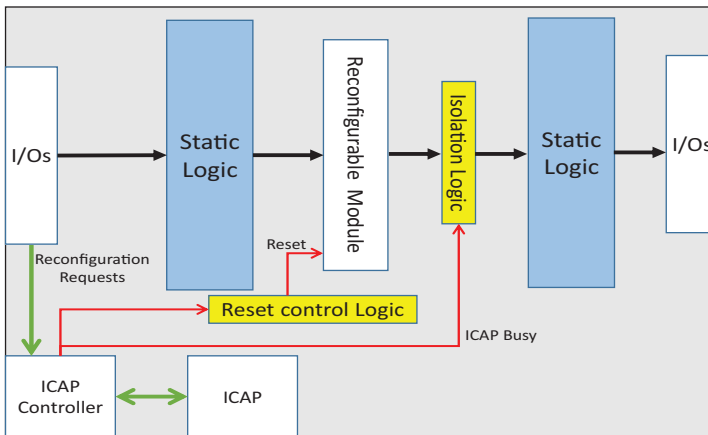 I/Os
Static
Logic
Reconfigurable Module
Isolation Logic
Static
Logic
I/Os
Reconfiguration
Requests
Reset
Reset control Logic
ICAP Busy
ICAP
Controller
ICAP